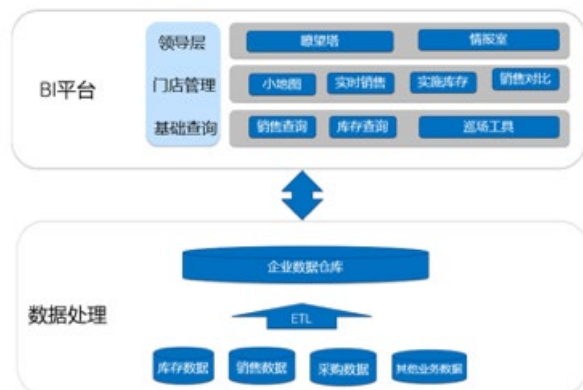 领导层
瞭望塔
情报室
BI平台
门店管理
小地图
实时销售
实施库存
销售对比
基础查询
销售查询
库存查询
巡场工具
企业数据仓库
数据处理
ETL
库存数据
销售数据
采购数据
其他业务数据